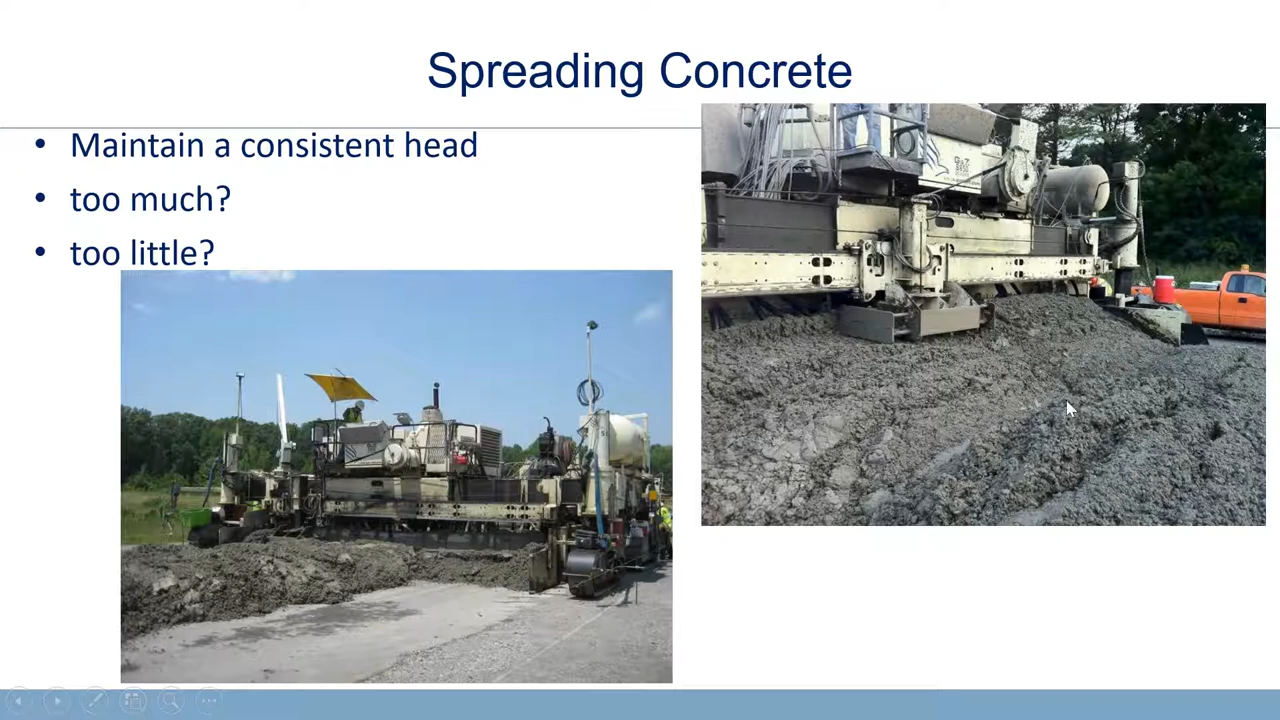 Spreading Concrete
• Maintain a consistent head
• too much?
• too little?